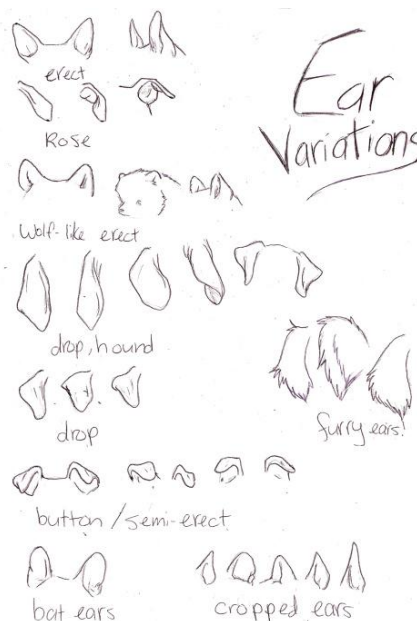 Ear
Variations
erect
Rose
Wolf-like erect
drop, hound
drop
furry ears!
button/semi-erect
bat ears
cropped ears